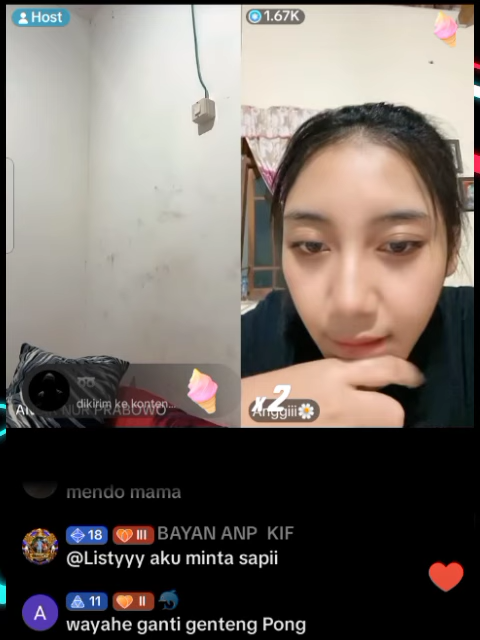 Host
1.67K
dikirim ke konten...
NUR PRABOWO
x2
Anggiii
mendo mama
18 III BAYAN ANP KIF
@Listyyy aku minta sapii
A
11 II
wayahe ganti genteng Pong